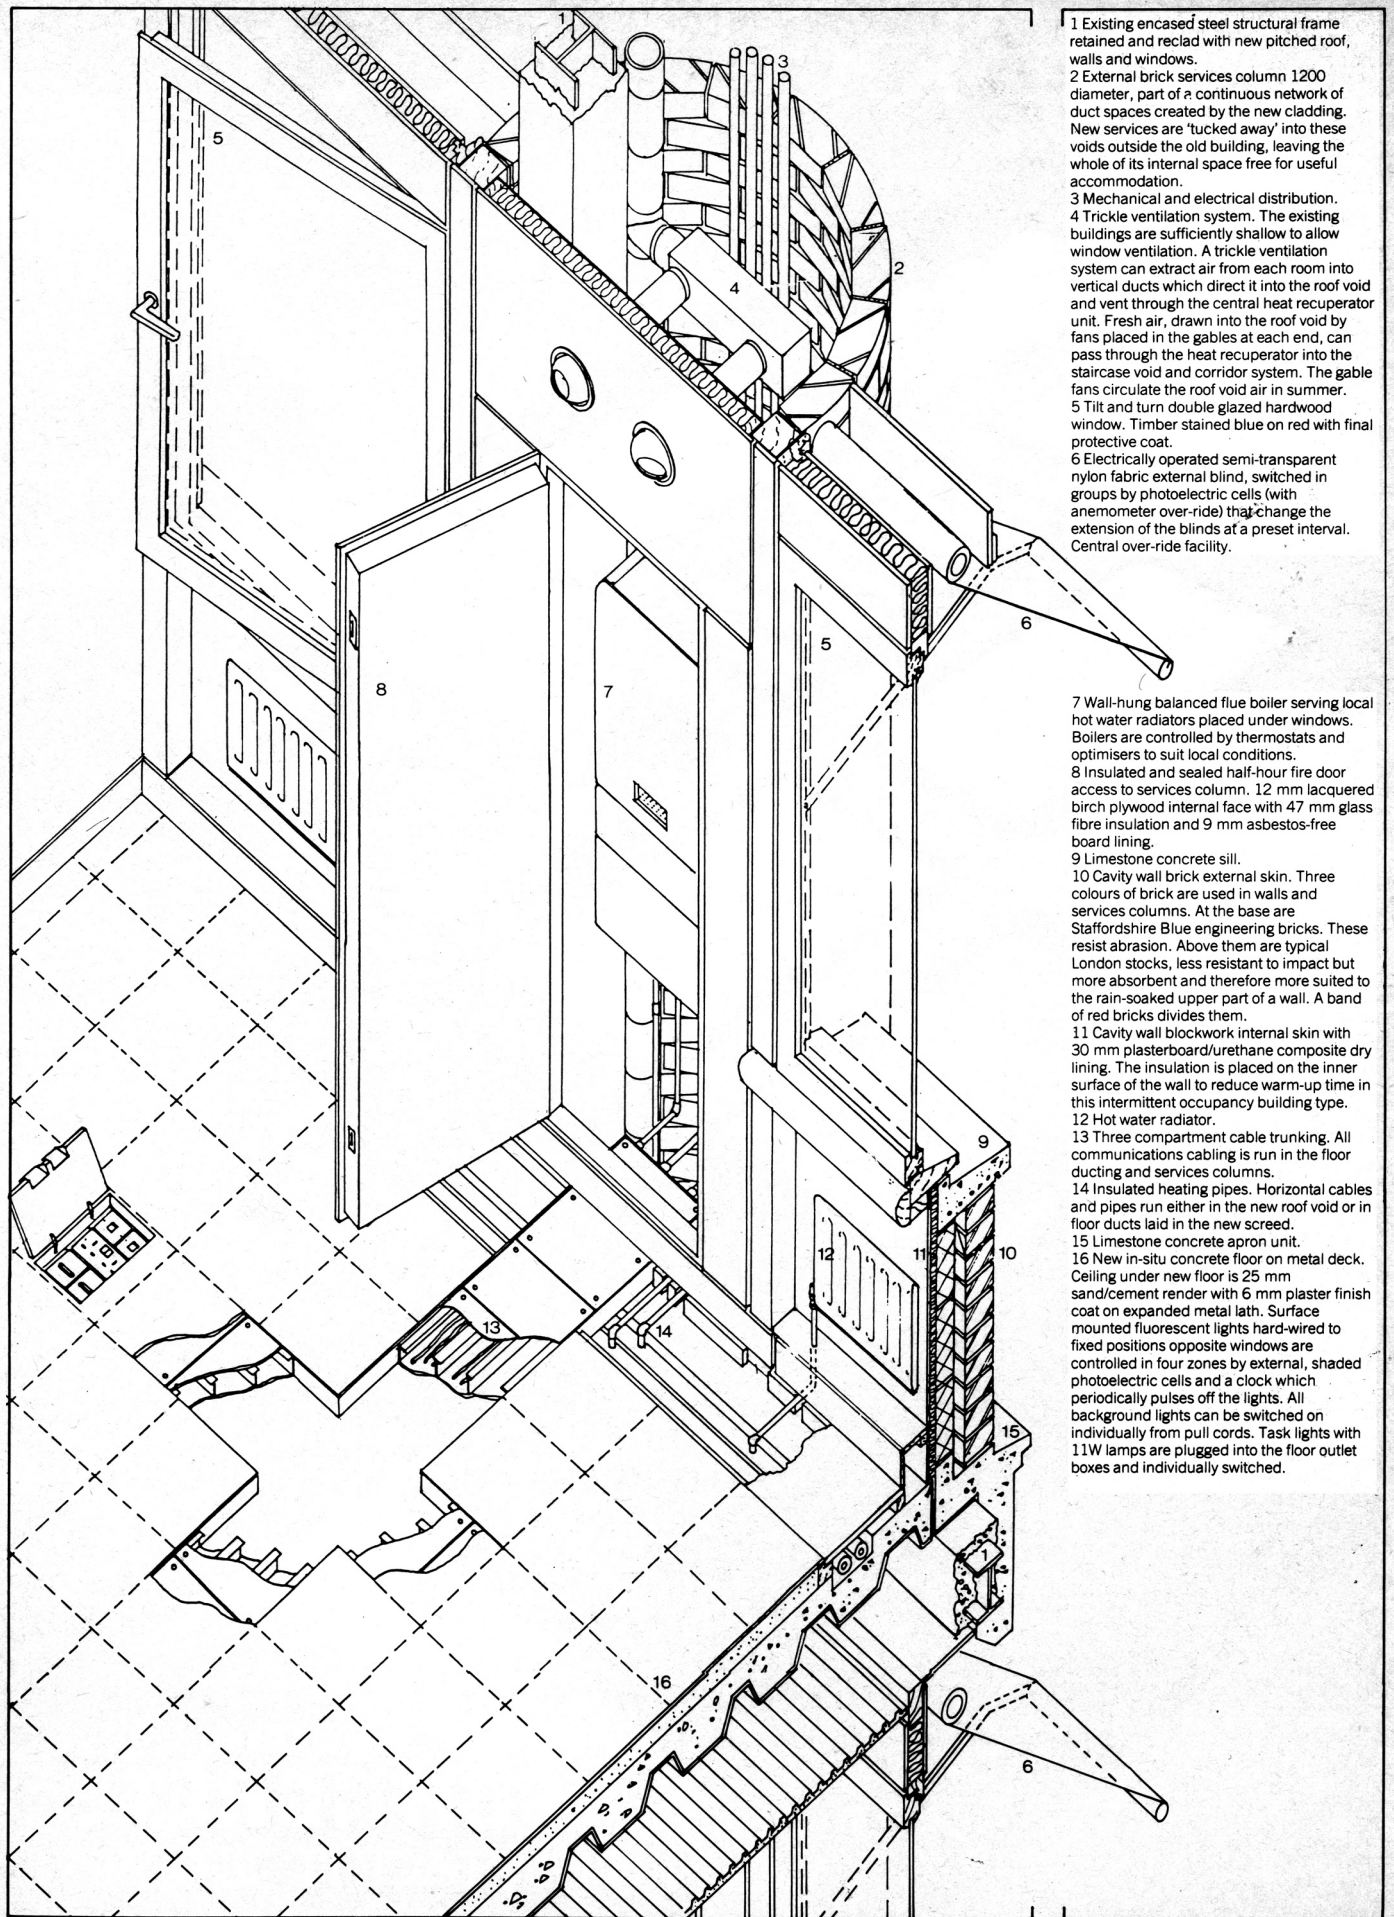 1 Existing encased steel structural frame
retained and reclad with new pitched roof,
walls and windows.
2 External brick services column 1200
diameter, part of a continuous network of
duct spaces created by the new cladding.
New services are ‘tucked away’ into these
voids outside the old building, leaving the
whole of its internal space free for useful
accommodation.
3 Mechanical and electrical distribution.
4 Trickle ventilation system. The existing
buildings are sufficiently shallow to allow
window ventilation. A trickle ventilation
system can extract air from each room into
vertical ducts which direct it into the roof void
and vent through the central heat recuperator
unit. Fresh air, drawn into the roof void by
fans placed in the gables at each end, can
pass through the heat recuperator into the
staircase void and corridor system. The gable
fans circulate the roof void air in summer.
5 Tilt and turn double glazed hardwood
window. Timber stained blue on red with final
protective coat.
6 Electrically operated semi-transparent
nylon fabric external blind, switched in
groups by photoelectric cells (with
anemometer over-ride) that change the
extension of the blinds at a preset interval.
Central over-ride facility.
7 Wall-hung balanced flue boiler serving local
hot water radiators placed under windows.
Boilers are controlled by thermostats and
optimisers to suit local conditions.
8 Insulated and sealed half-hour fire door
access to services column. 12 mm lacquered
birch plywood internal face with 47 mm glass
fibre insulation and 9 mm asbestos-free
board lining.
9 Limestone concrete sill.
10 Cavity wall brick external skin. Three
colours of brick are used in walls and
services columns. At the base are
Staffordshire Blue engineering bricks. These
resist abrasion. Above them are typical
London stocks, less resistant to impact but
more absorbent and therefore more suited to
the rain-soaked upper part of a wall. A band
of red bricks divides them.
11 Cavity wall blockwork internal skin with
30 mm plasterboard/urethane composite dry
lining. The insulation is placed on the inner
surface of the wall to reduce warm-up time in
this intermittent occupancy building type.
12 Hot water radiator.
13 Three compartment cable trunking. All
communications cabling is run in the floor
ducting and services columns.
14 Insulated heating pipes. Horizontal cables
and pipes run either in the new roof void or in
floor ducts laid in the new screed.
15 Limestone concrete apron unit.
16 New in-situ concrete floor on metal deck.
Ceiling under new floor is 25 mm
sand/cement render with 6 mm plaster finish
coat on expanded metal lath. Surface
mounted fluorescent lights hard-wired to
fixed positions opposite windows are
controlled in four zones by external, shaded
photoelectric cells and a clock which
periodically pulses off the lights. All
background lights can be switched on
individually from pull cords. Task lights with
11W lamps are plugged into the floor outlet
boxes and individually switched.
1
3
5
2
4
6
5
8
7
9
12
11
10
13
14
15
1
16
6